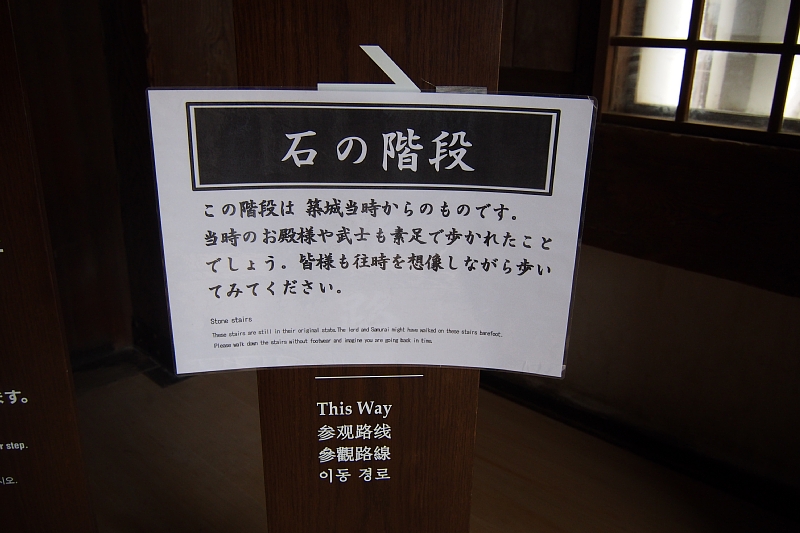 石の階段
この階段は 築城当時からのものです。
当時のお殿様や武士も素足で歩かれたこと
でしょう。皆様も往時を想像しながら歩い
てみてください。
Stone stairs
These stairs are still in their original state.The lord and Samurai might have walked on these stairs barefoot.
Please walk down the stairs without footwear and imagine you are going back in time.
This Way
参观路线
參觀路線
이동 경로
ます。
r step.
시오.